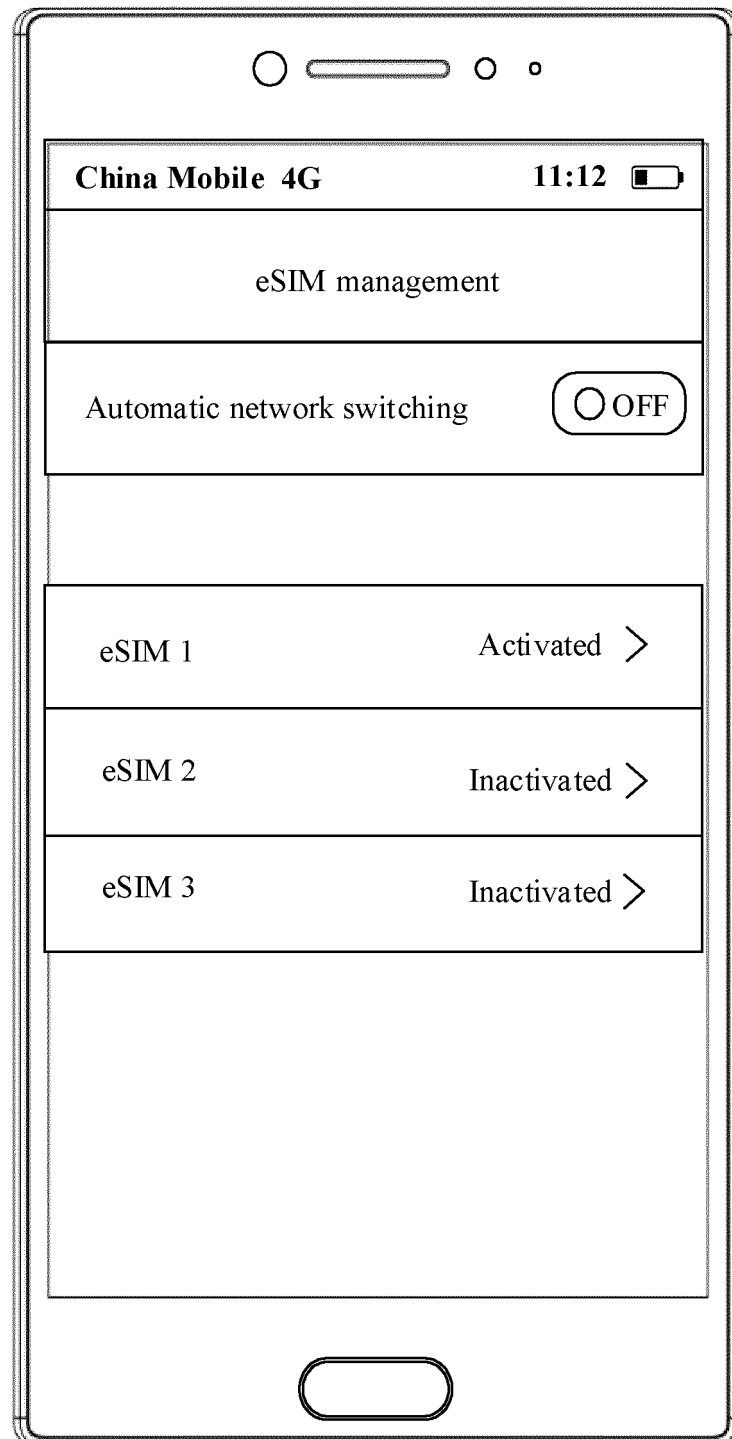 China Mobile 4G 11:12
eSIM management
Automatic network switching OFF
eSIM 1 Activated
eSIM 2 Inactivated
eSIM 3 Inactivated